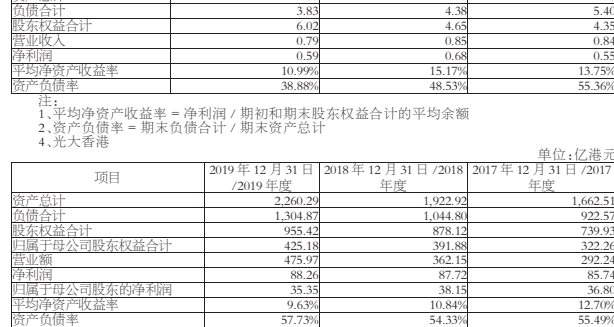 负债合计 3.83 4.38 5.40
股东权益合计 6.02 4.65 4.35
营业收入 0.79 0.85 0.84
净利润 0.59 0.68 0.55
平均净资产收益率 10.99% 15.17% 13.75%
资产负债率 38.88% 48.53% 55.36%
注：
1、平均净资产收益率 = 净利润 / 期初和期末股东权益合计的平均余额
2、资产负债率 = 期末负债合计 / 期末资产总计
4、光大香港
单位：亿港元
项目 2019 年 12 月 31 日 /2019 年度 2018 年 12 月 31 日 /2018 年度 2017 年 12 月 31 日 /2017 年度
资产总计 2,260.29 1,922.92 1,662.51
负债合计 1,304.87 1,044.80 922.57
股东权益合计 955.42 878.12 739.93
归属于母公司股东权益合计 425.18 391.88 322.26
营业额 475.97 362.15 292.24
净利润 88.26 87.72 85.74
归属于母公司股东的净利润 35.35 38.15 36.80
平均净资产收益率 9.63% 10.84% 12.70%
资产负债率 57.73% 54.33% 55.49%